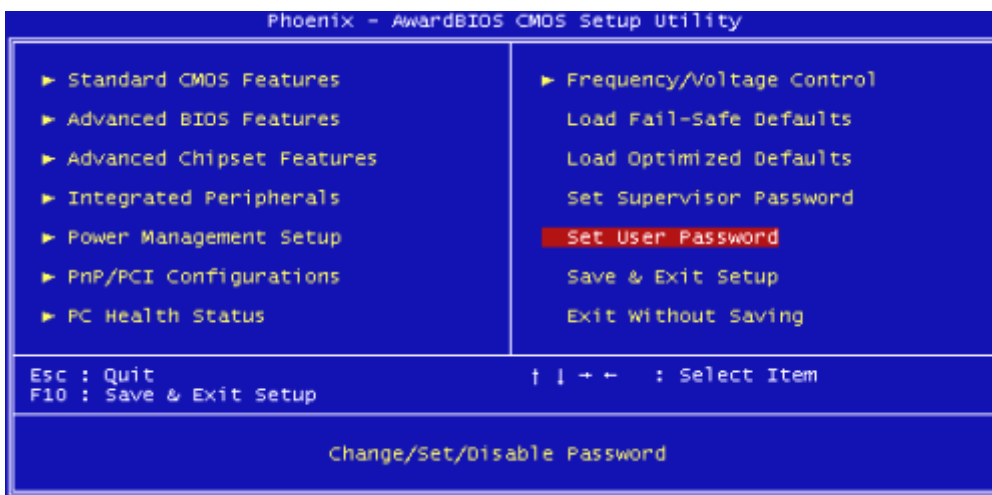 Phoenix - AwardBIOS CMOS Setup Utility
► Standard CMOS Features
► Advanced BIOS Features
► Advanced Chipset Features
► Integrated Peripherals
► Power Management Setup
► PnP/PCI Configurations
► PC Health Status
► Frequency/Voltage Control
Load Fail-Safe Defaults
Load Optimized Defaults
Set Supervisor Password
Set User Password
Save & Exit Setup
Exit Without Saving
Esc : Quit
F10 : Save & Exit Setup
↑ ↓ → ← : Select Item
Change/Set/Disable Password